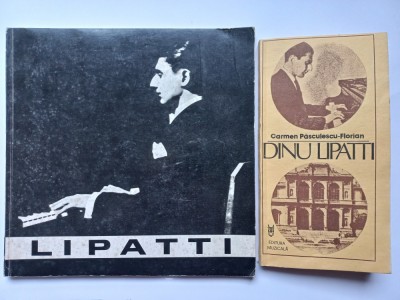 LIPATTI
Carmen Păsculescu-Florian
DINU LIPATTI
EDITURA
MUZICALĂ